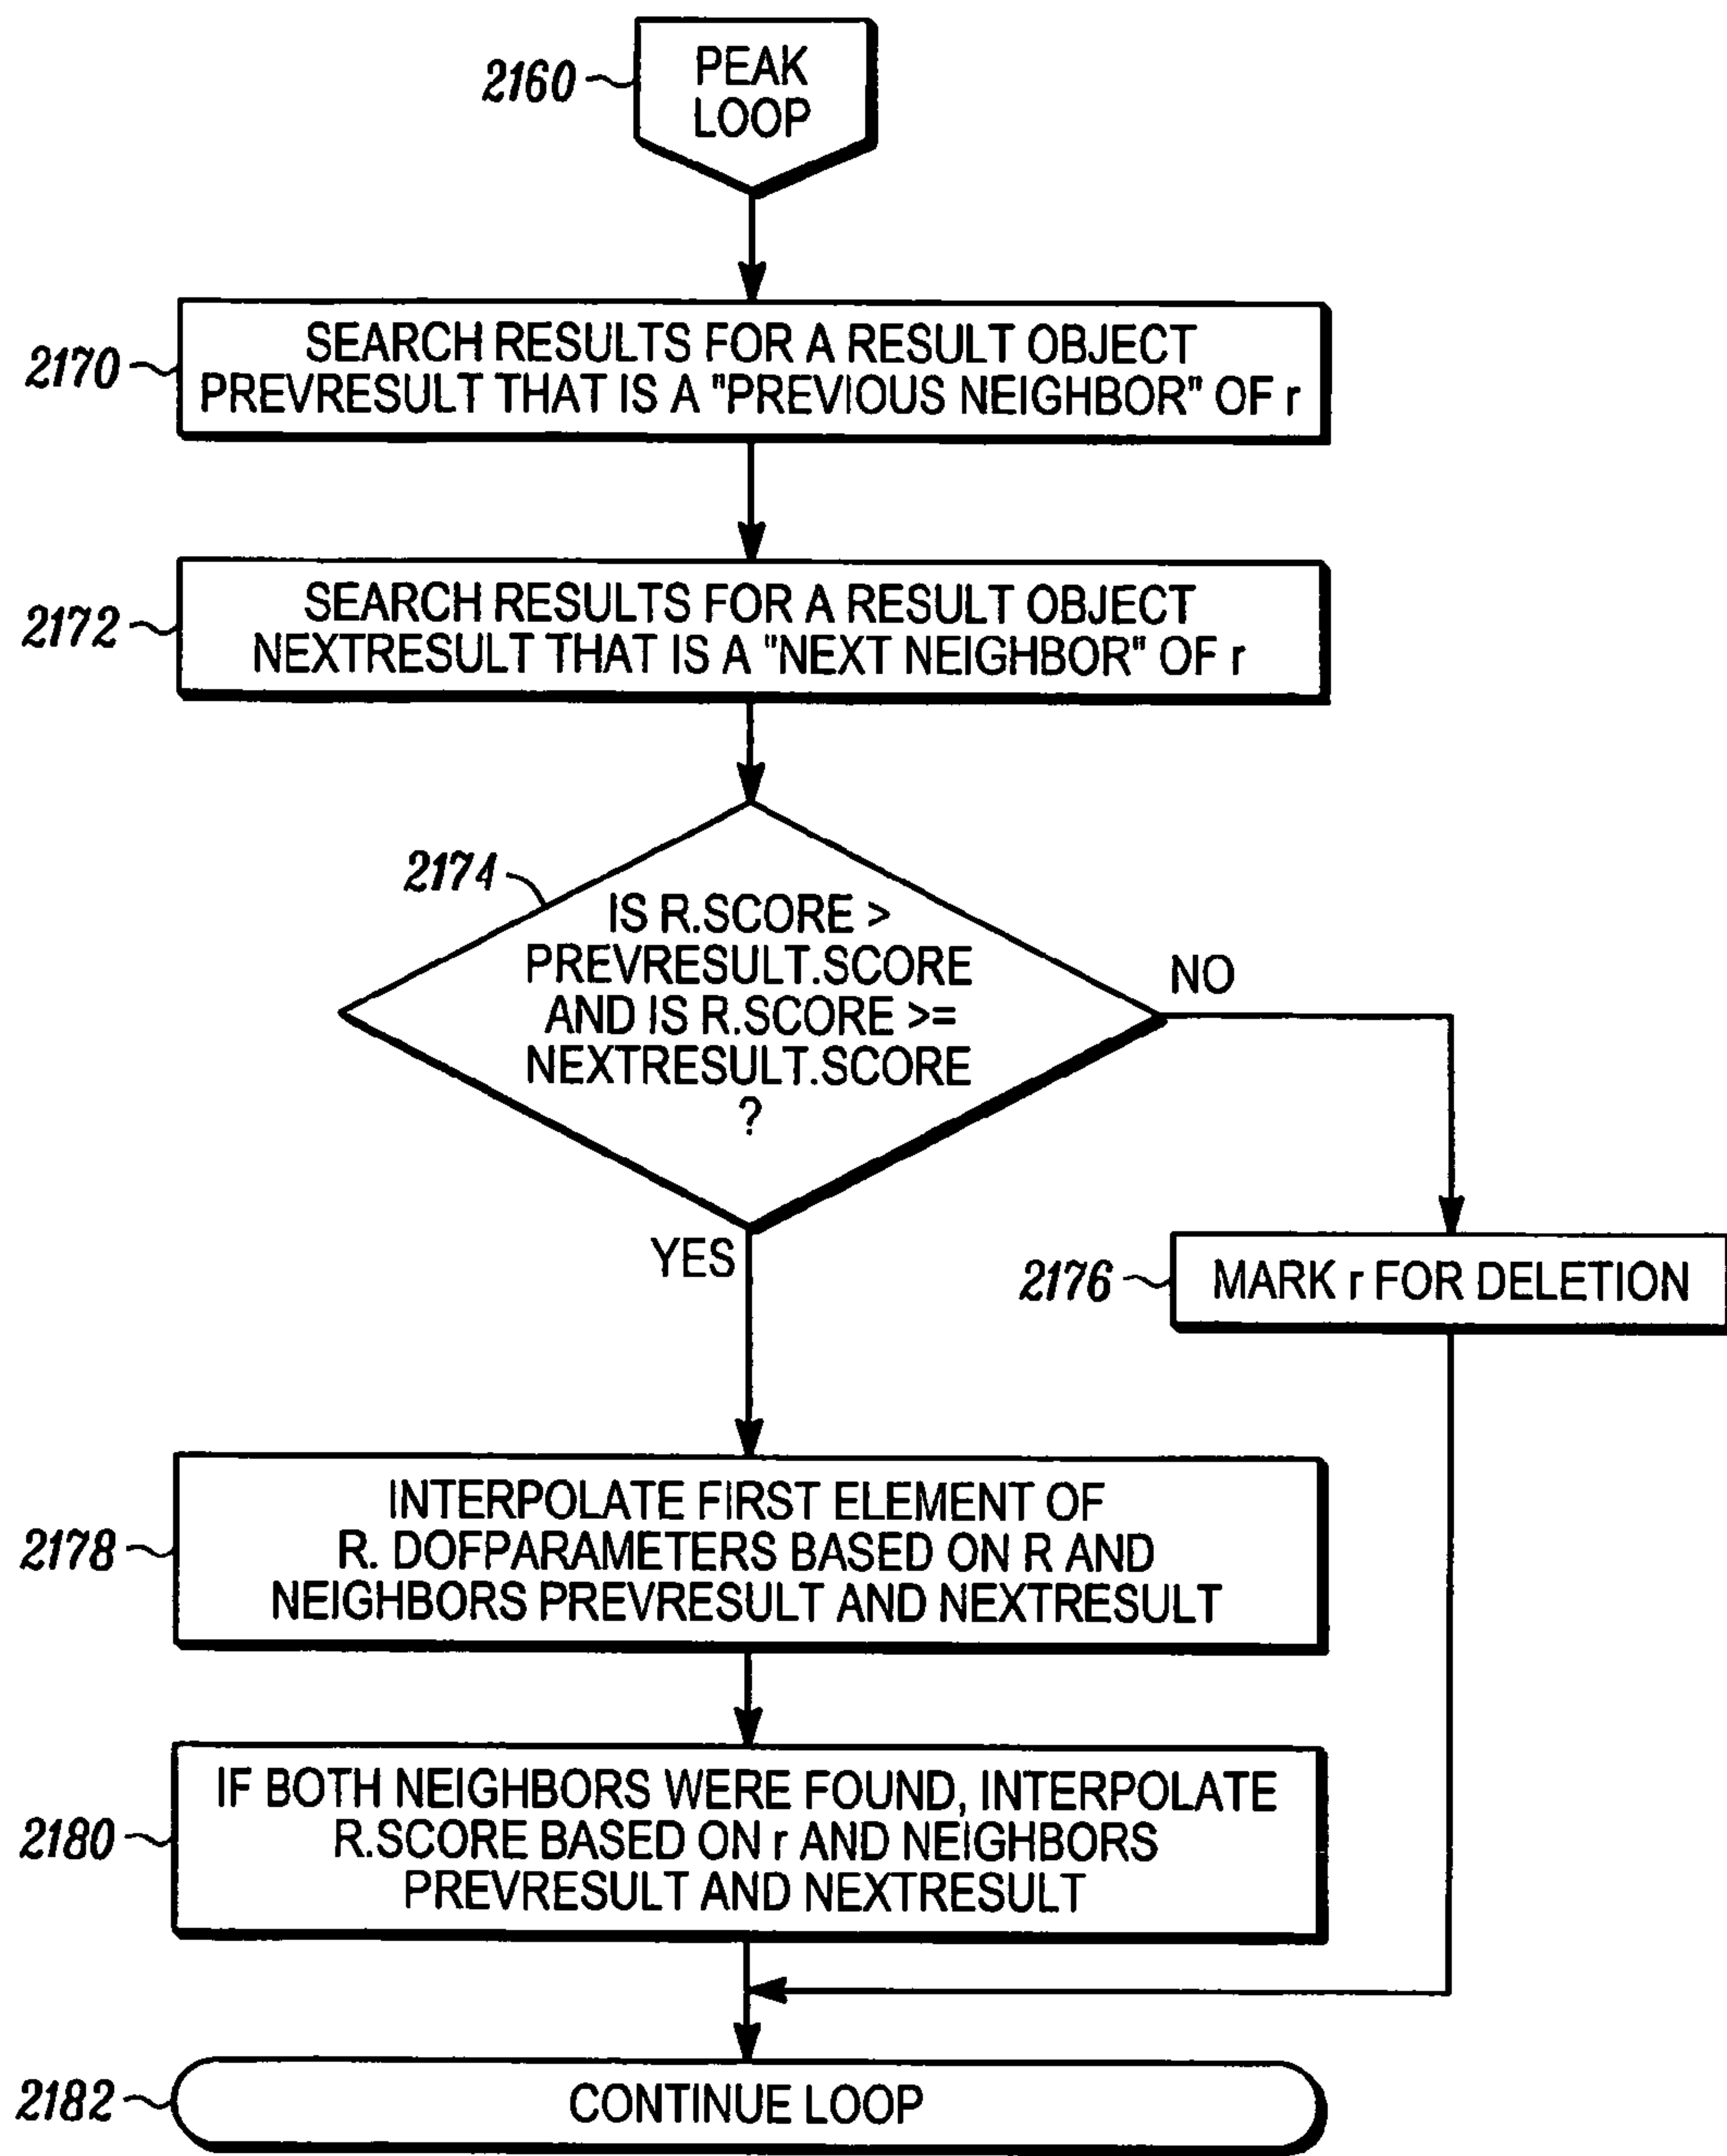 2160
PEAK
LOOP
2170
SEARCH RESULTS FOR A RESULT OBJECT
PREVRESULT THAT IS A "PREVIOUS NEIGHBOR" OF r
2172
SEARCH RESULTS FOR A RESULT OBJECT
NEXTRESULT THAT IS A "NEXT NEIGHBOR" OF r
2174
IS R.SCORE >
PREVRESULT.SCORE
AND IS R.SCORE >=
NEXTRESULT.SCORE
?
NO
YES
2176
MARK r FOR DELETION
2178
INTERPOLATE FIRST ELEMENT OF
R. DOFPARAMETERS BASED ON R AND
NEIGHBORS PREVRESULT AND NEXTRESULT
2180
IF BOTH NEIGHBORS WERE FOUND, INTERPOLATE
R.SCORE BASED ON r AND NEIGHBORS
PREVRESULT AND NEXTRESULT
2182
CONTINUE LOOP